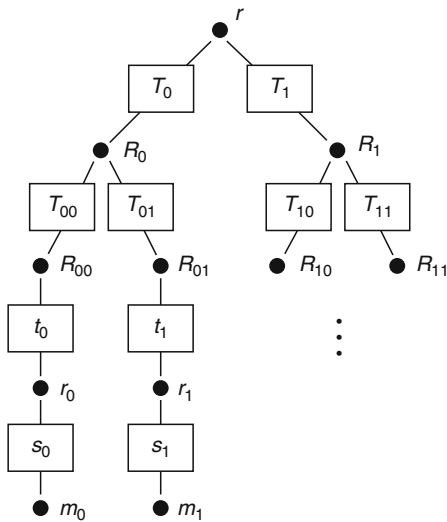 r
T₀ T₁
R₀ R₁
T₀₀ T₀₁ T₁₀ T₁₁
R₀₀ R₀₁ R₁₀ R₁₁
t₀ t₁
r₀ r₁
s₀ s₁
m₀ m₁